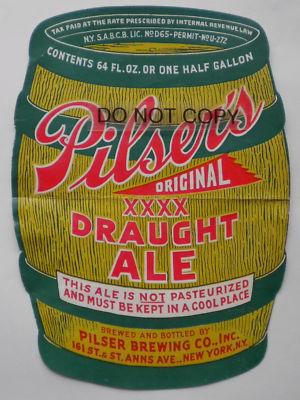 TAX PAID AT THE RATE PRESCRIBED BY INTERNAL REVENUE LAW
N.Y. S.A.B.C.B. LIC. No D65-PERMIT-No U-272
CONTENTS 64 FL. OZ. OR ONE HALF GALLON
DO NOT COPY
Pilser's
ORIGINAL
XXXX
DRAUGHT
ALE
THIS ALE IS NOT PASTEURIZED
AND MUST BE KEPT IN A COOL PLACE
BREWED AND BOTTLED BY
PILSER BREWING CO., INC.
161 ST. & ST. ANNS AVE., NEW YORK, N.Y.